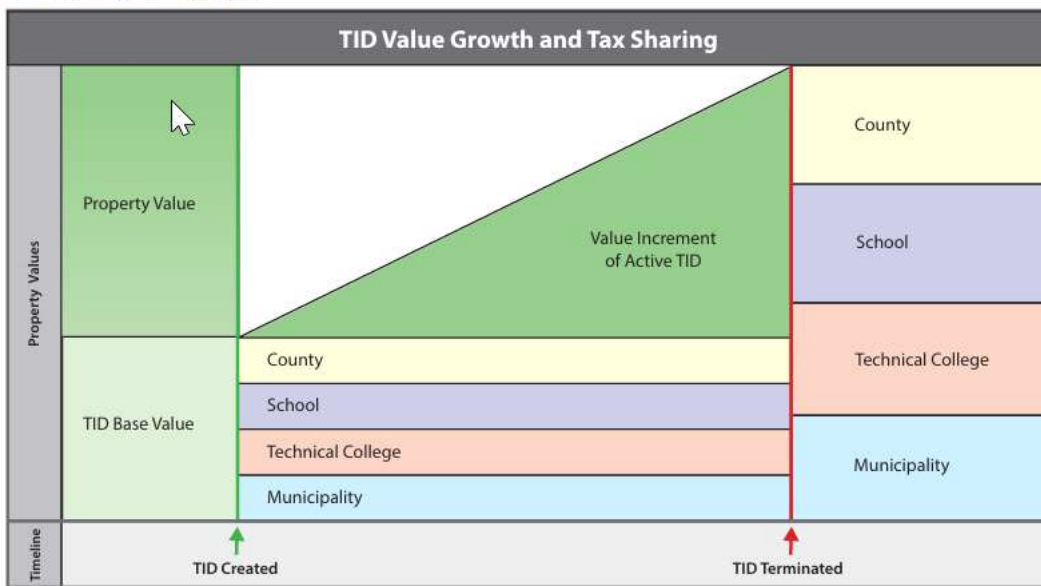 TID Value Growth and Tax Sharing
Property Values
Property Value
TID Base Value
Value Increment
of Active TID
County
School
Technical College
Municipality
County
School
Technical College
Municipality
Timeline
TID Created
TID Terminated